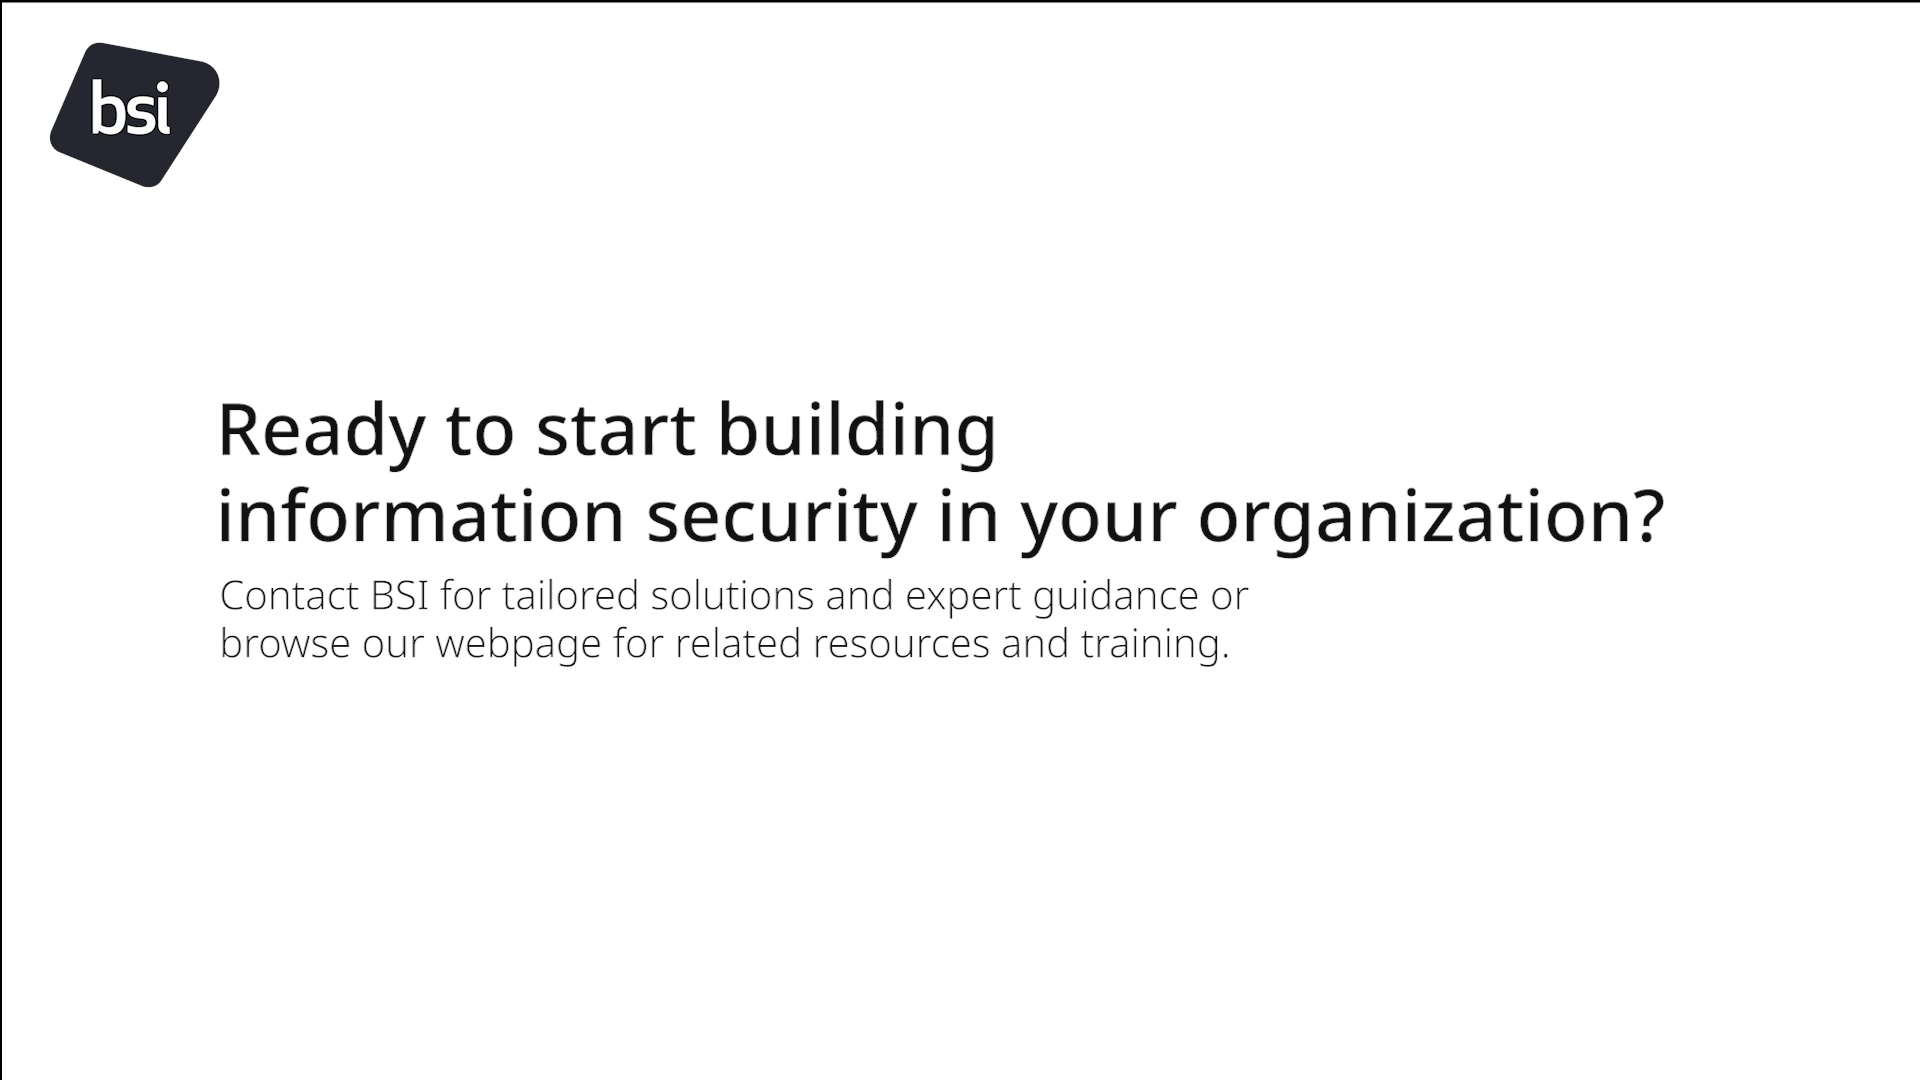 bsi
Ready to start building
information security in your organization?
Contact BSI for tailored solutions and expert guidance or
browse our webpage for related resources and training.